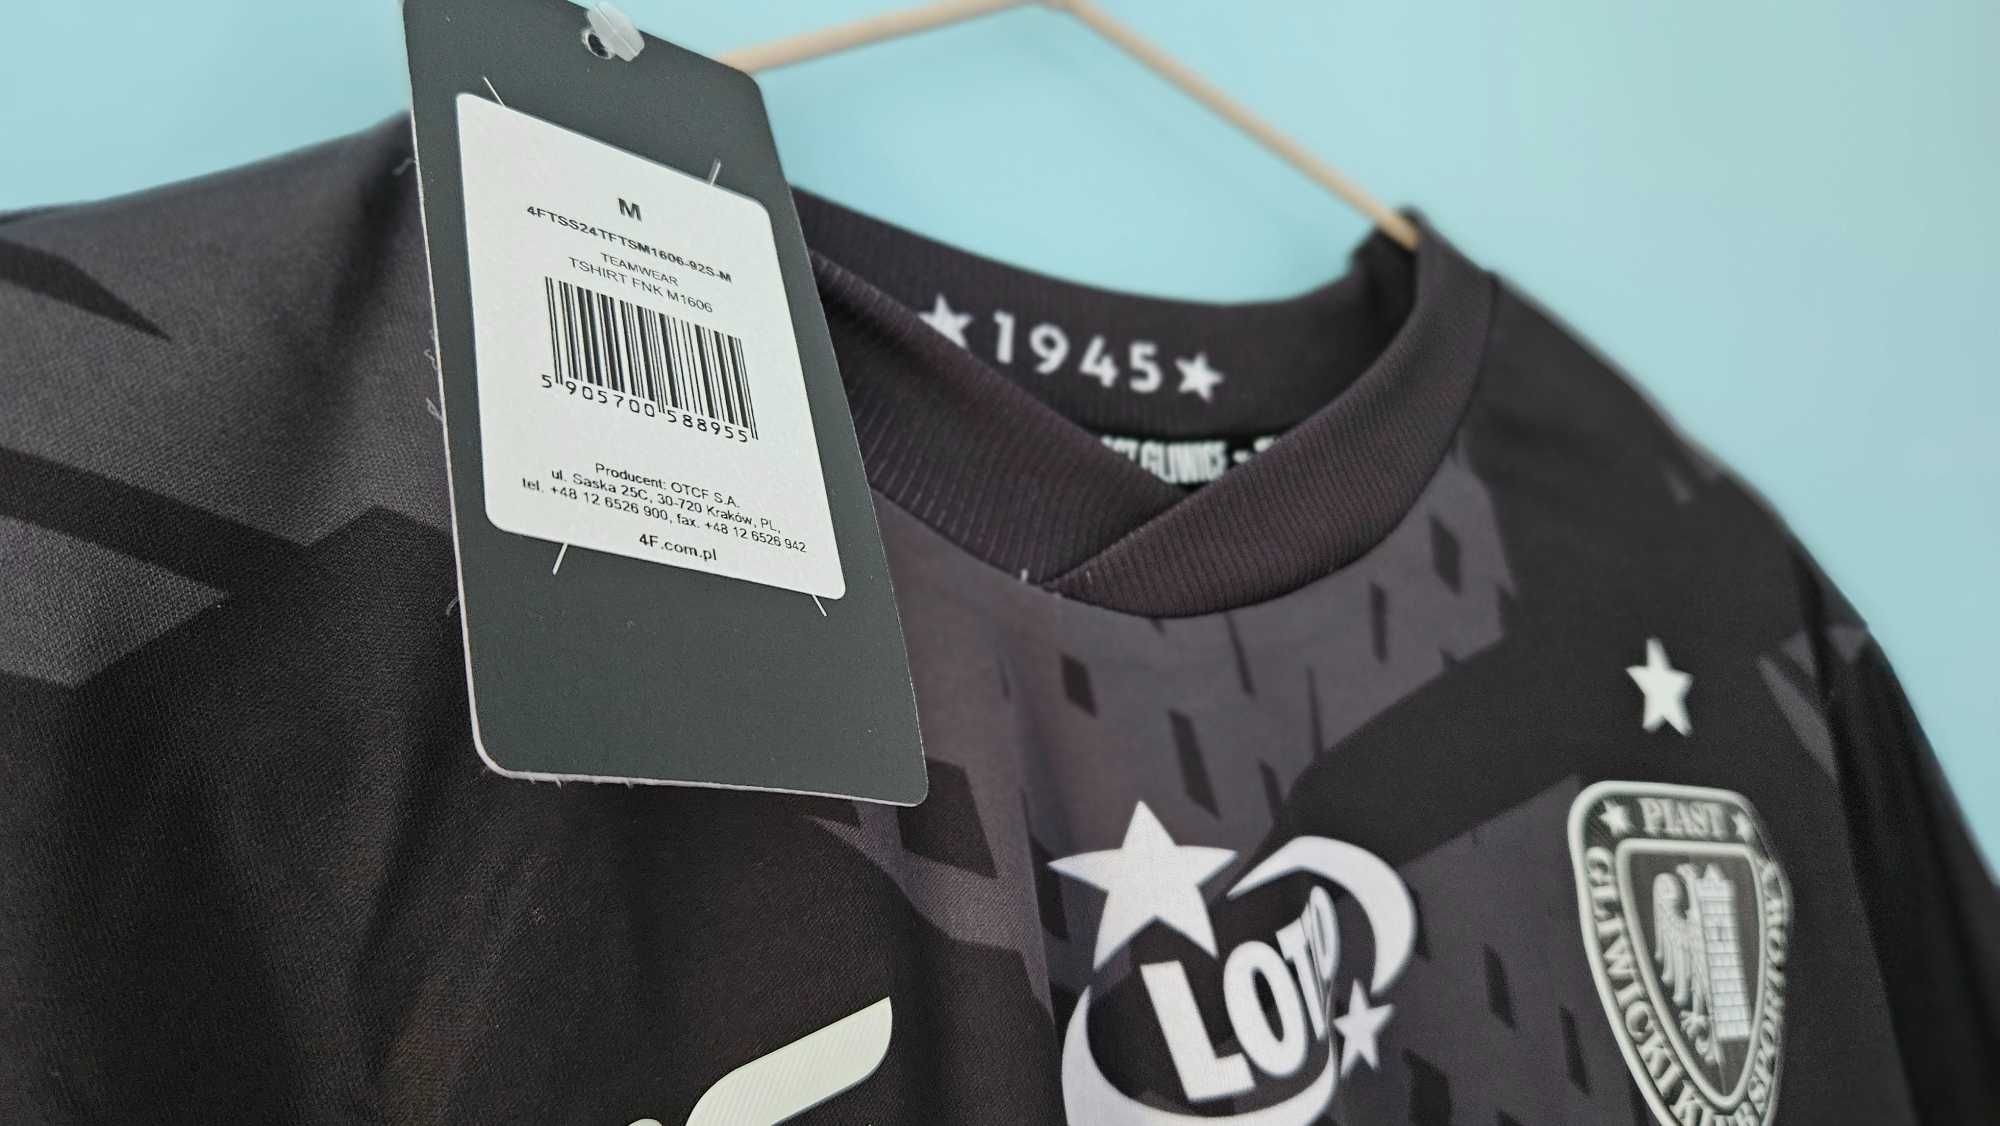 M
4FTSS24TFTSM1606-92S-M
TEAMWEAR
TSHIRT FNK M1606
5 905700 588955
Producent: OTCF S.A.
ul. Saska 25C, 30-720 Kraków, PL,
tel. +48 12 6526 900, fax. +48 12 6526 942
4F.com.pl
1945
GLIWICE -
LOTTO
PIAST
GLIWICKI KLUB SPORTOWY